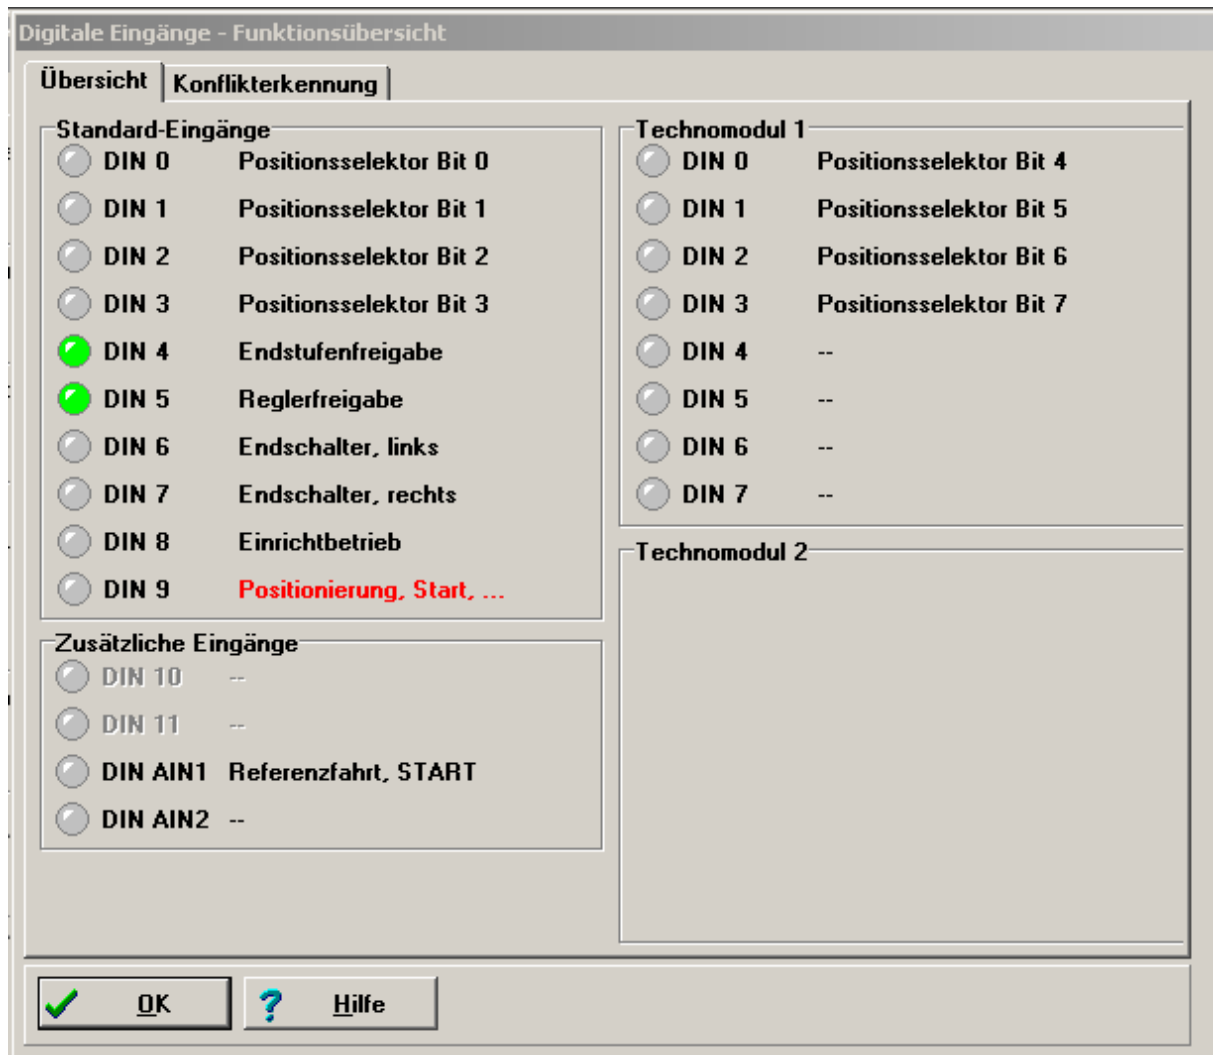 Digitale Eingänge - Funktionsübersicht
Übersicht
Konflikterkennung
Standard-Eingänge
DIN 0 Positionsselektor Bit 0
DIN 1 Positionsselektor Bit 1
DIN 2 Positionsselektor Bit 2
DIN 3 Positionsselektor Bit 3
DIN 4 Endstufenfreigabe
DIN 5 Reglerfreigabe
DIN 6 Endschalter, links
DIN 7 Endschalter, rechts
DIN 8 Einrichtbetrieb
DIN 9 Positionierung, Start, ...
Zusätzliche Eingänge
DIN 10 --
DIN 11 --
DIN AIN1 Referenzfahrt, START
DIN AIN2 --
Technomodul 1
DIN 0 Positionsselektor Bit 4
DIN 1 Positionsselektor Bit 5
DIN 2 Positionsselektor Bit 6
DIN 3 Positionsselektor Bit 7
DIN 4 --
DIN 5 --
DIN 6 --
DIN 7 --
Technomodul 2
OK
Hilfe